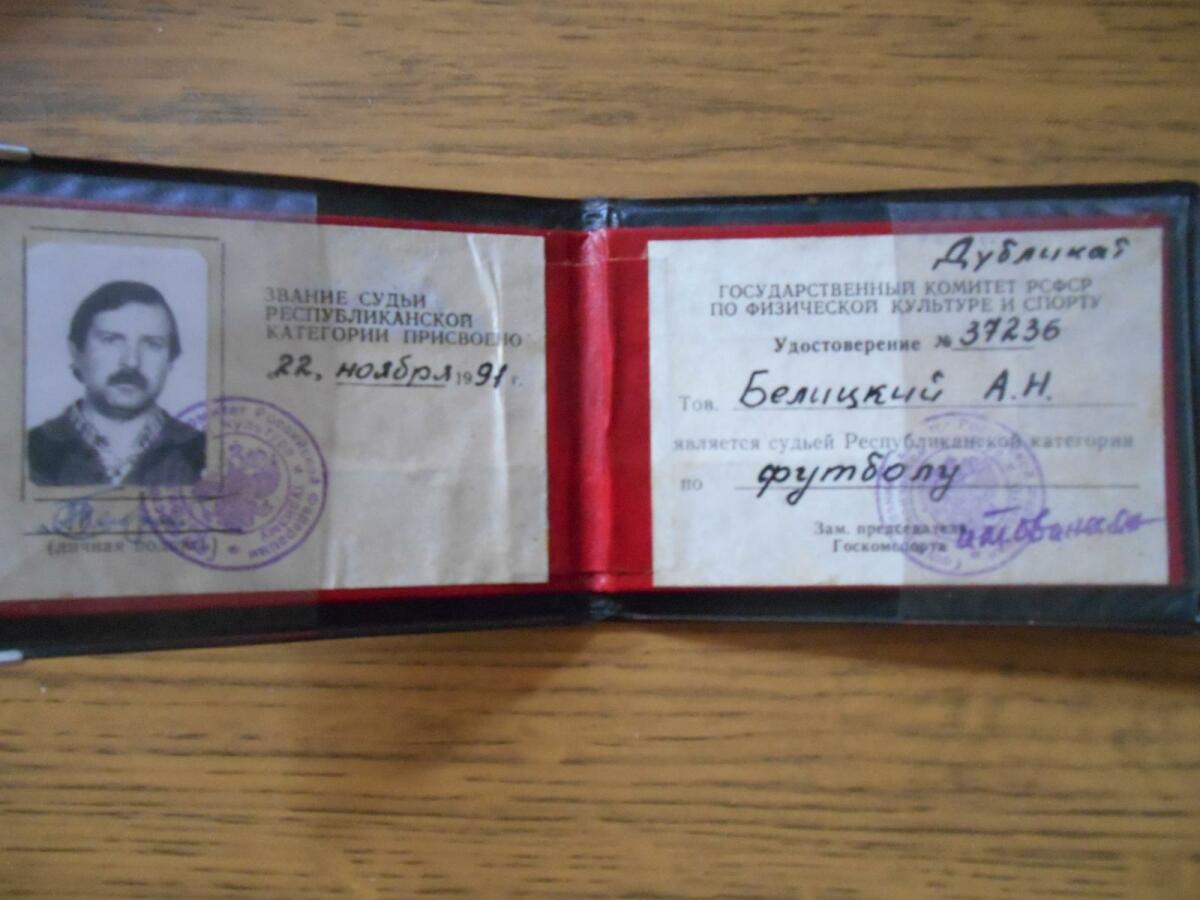 ЗВАНИЕ СУДЬИ
РЕСПУБЛИКАНСКОЙ
КАТЕГОРИИ ПРИСВОЕНО
22, ноября 1991 г.
(личная
Дубликат
ГОСУДАРСТВЕННЫЙ КОМИТЕТ РСФСР
ПО ФИЗИЧЕСКОЙ КУЛЬТУРЕ И СПОРТУ
Удостоверение № 37236
Тов. Белицкий А.Н.
является судьей Республиканской категории
по футболу
Зам. председателя
Госкомспорта